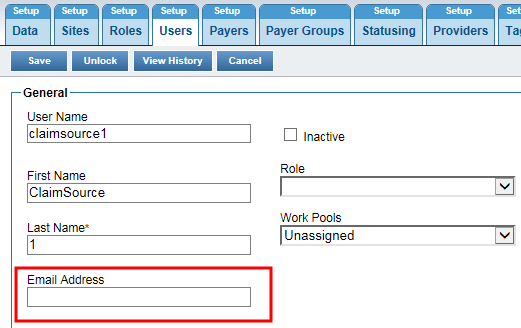 Setup Setup Setup Setup Setup Setup Setup Setup Set
Data Sites Roles Users Payers Payer Groups Statusing Providers Ta
Save Unlock View History Cancel
General
User Name
claimsource1
Inactive
First Name
Role
ClaimSource
Last Name*
Work Pools
1
Unassigned
Email Address